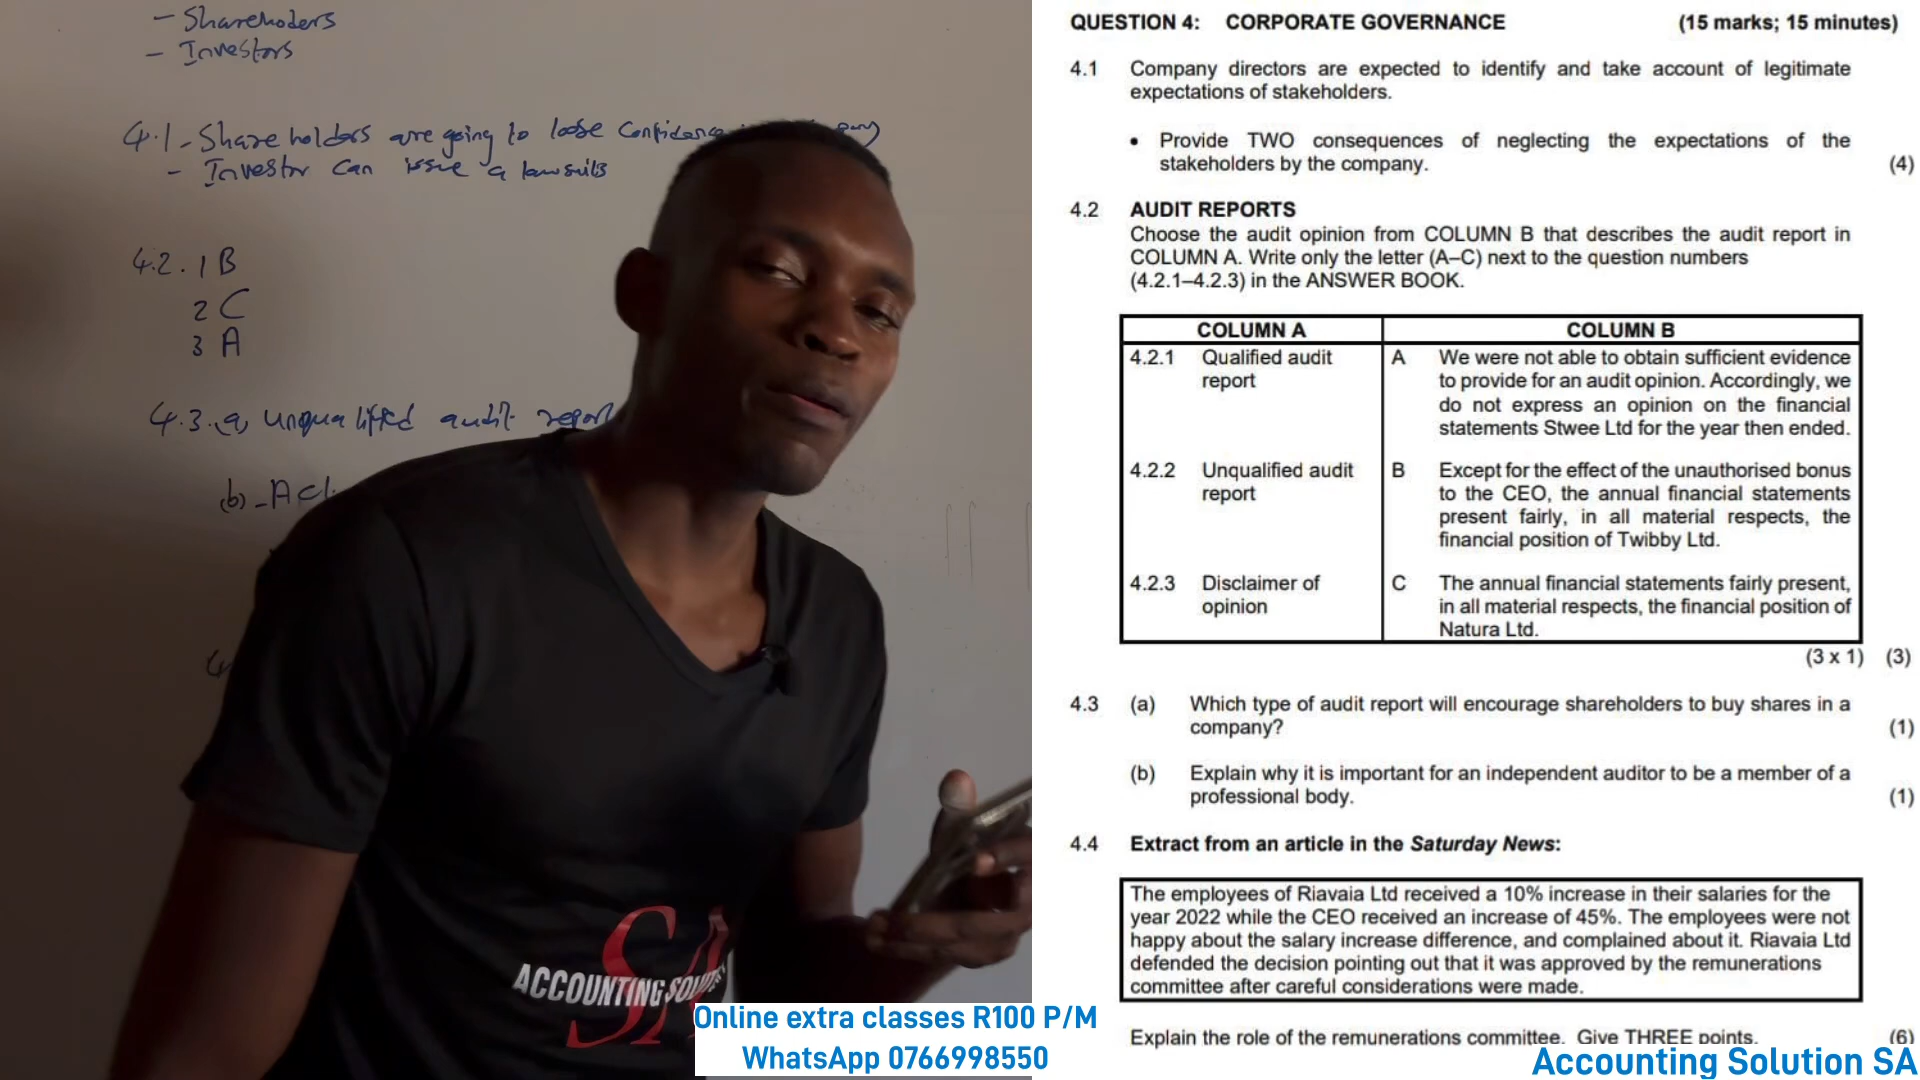 - Shareholders
- Investors
4.1 - Shareholders are going to loose Confidence
- Investor can issue a lawsuits
4.2.1 B
2 C
3 A
4.3.a, unqualified audit report
(b) -
ACCOUNTING
SA
QUESTION 4: CORPORATE GOVERNANCE (15 marks; 15 minutes)
4.1 Company directors are expected to identify and take account of legitimate
expectations of stakeholders.
• Provide TWO consequences of neglecting the expectations of the
stakeholders by the company. (4)
4.2 AUDIT REPORTS
Choose the audit opinion from COLUMN B that describes the audit report in
COLUMN A. Write only the letter (A–C) next to the question numbers
(4.2.1–4.2.3) in the ANSWER BOOK.
COLUMN A COLUMN B
4.2.1 Qualified audit
report
A We were not able to obtain sufficient evidence
to provide for an audit opinion. Accordingly, we
do not express an opinion on the financial
statements Stwee Ltd for the year then ended.
4.2.2 Unqualified audit
report
B Except for the effect of the unauthorised bonus
to the CEO, the annual financial statements
present fairly, in all material respects, the
financial position of Twibby Ltd.
4.2.3 Disclaimer of
opinion
C The annual financial statements fairly present,
in all material respects, the financial position of
Natura Ltd.
(3 x 1) (3)
4.3 (a) Which type of audit report will encourage shareholders to buy shares in a
company? (1)
(b) Explain why it is important for an independent auditor to be a member of a
professional body. (1)
4.4 Extract from an article in the Saturday News:
The employees of Riavaia Ltd received a 10% increase in their salaries for the
year 2022 while the CEO received an increase of 45%. The employees were not
happy about the salary increase difference, and complained about it. Riavaia Ltd
defended the decision pointing out that it was approved by the remunerations
committee after careful considerations were made.
Explain the role of the remunerations committee. Give THREE points. (6)
Online extra classes R100 P/M
WhatsApp 0766998550
Accounting Solution SA